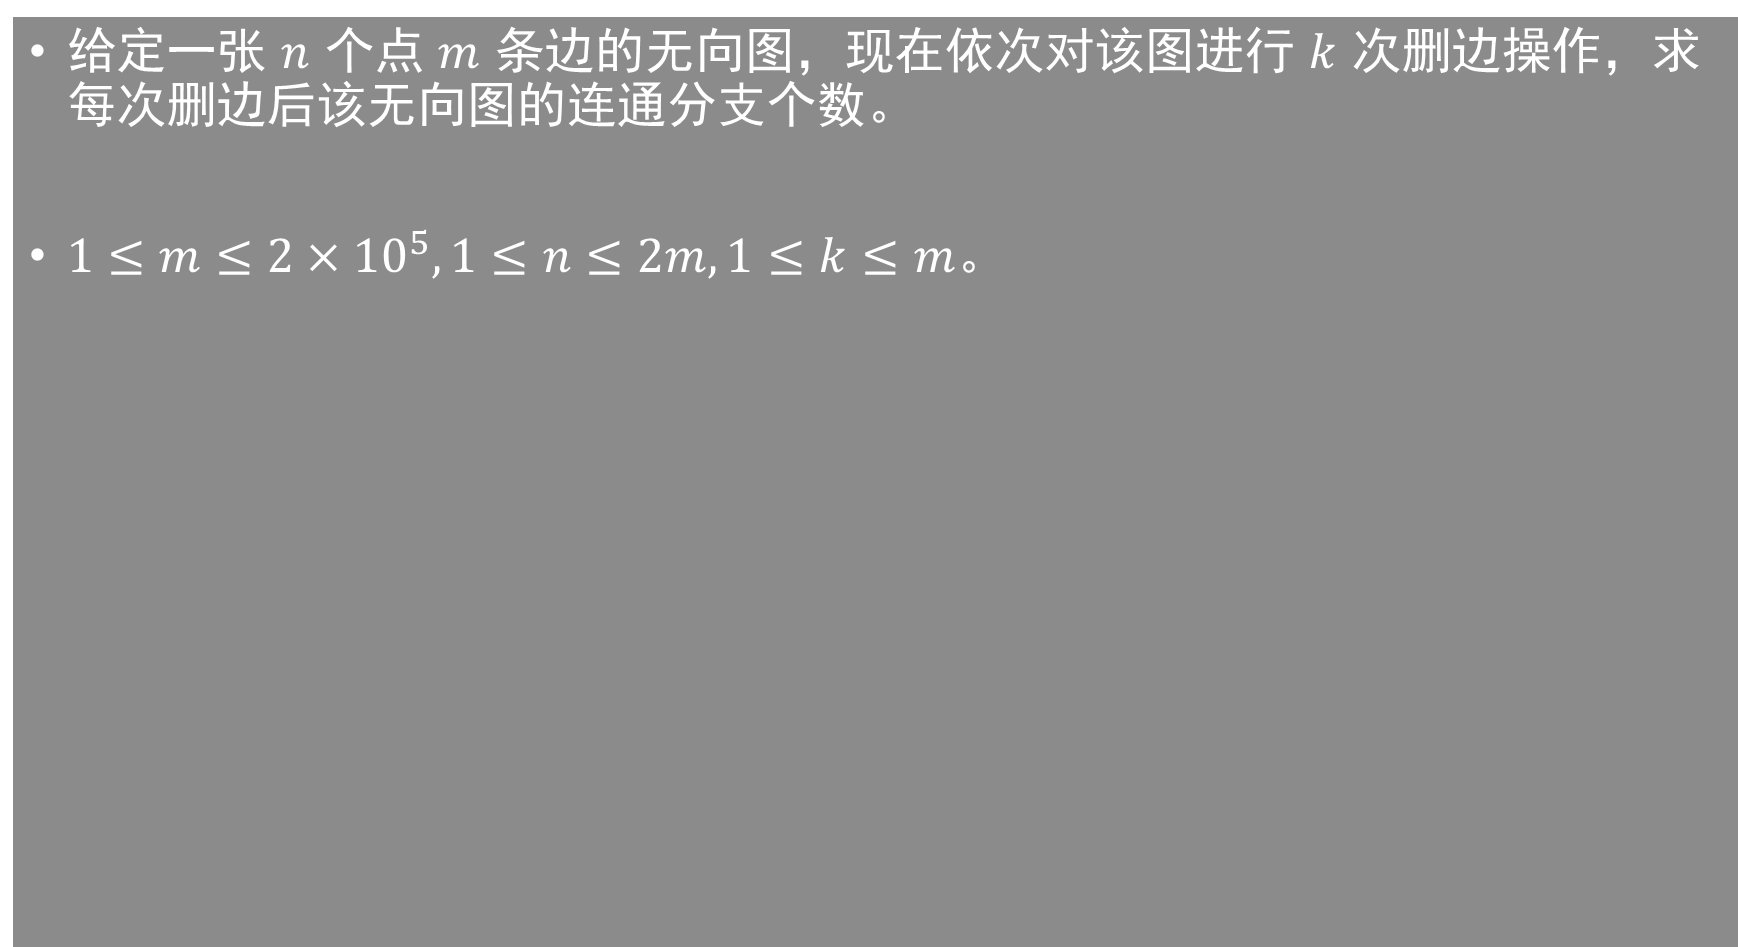 • 给定一张 n 个点 m 条边的无向图，现在依次对该图进行 k 次删边操作，求
每次删边后该无向图的连通分支个数。
• 1 ≤ m ≤ 2 × 10⁵, 1 ≤ n ≤ 2m, 1 ≤ k ≤ m。